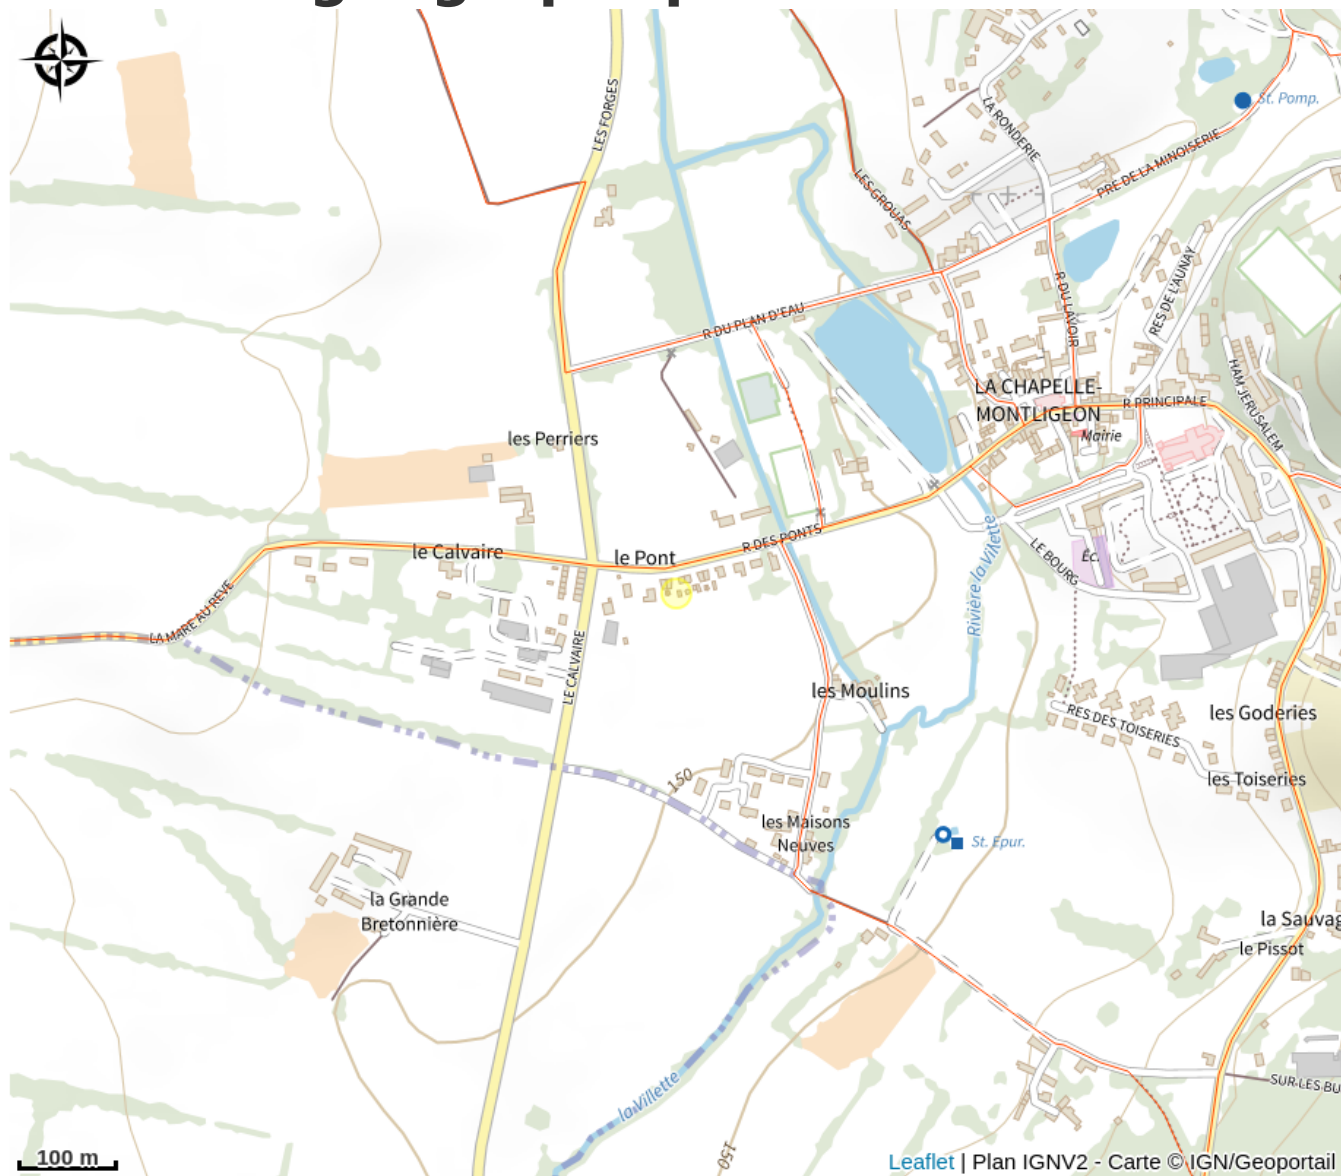 St. Pomp.
LES FORGES
LA RONDERIE
PRE DE LA MINOISERIE
LES GROUAS
R DU PLAN D'EAU
R DU LAVOIR
RES DE L'AUNAY
HAM JERUSALEM
LA CHAPELLE-
MONTLIGEON
R PRINCIPALE
Mairie
les Perriers
le Calvaire
le Pont
R DES PONTS
LE BOURG
Éc.
Rivière la Villette
LA MARE AU REVE
LE CALVAIRE
les Moulins
RES DES TOISERIES
les Goderies
les Toiseries
150
les Maisons
Neuves
St. Epur.
la Grande
Bretonnière
la Sauvag
le Pissot
la Villette
150
SUR LES BU
100 m
Leaflet | Plan IGNV2 - Carte © IGN/Geoportail